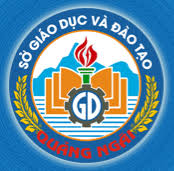 SỞ GIÁO DỤC VÀ ĐÀO TẠO
GD
QUẢNG NGÃI